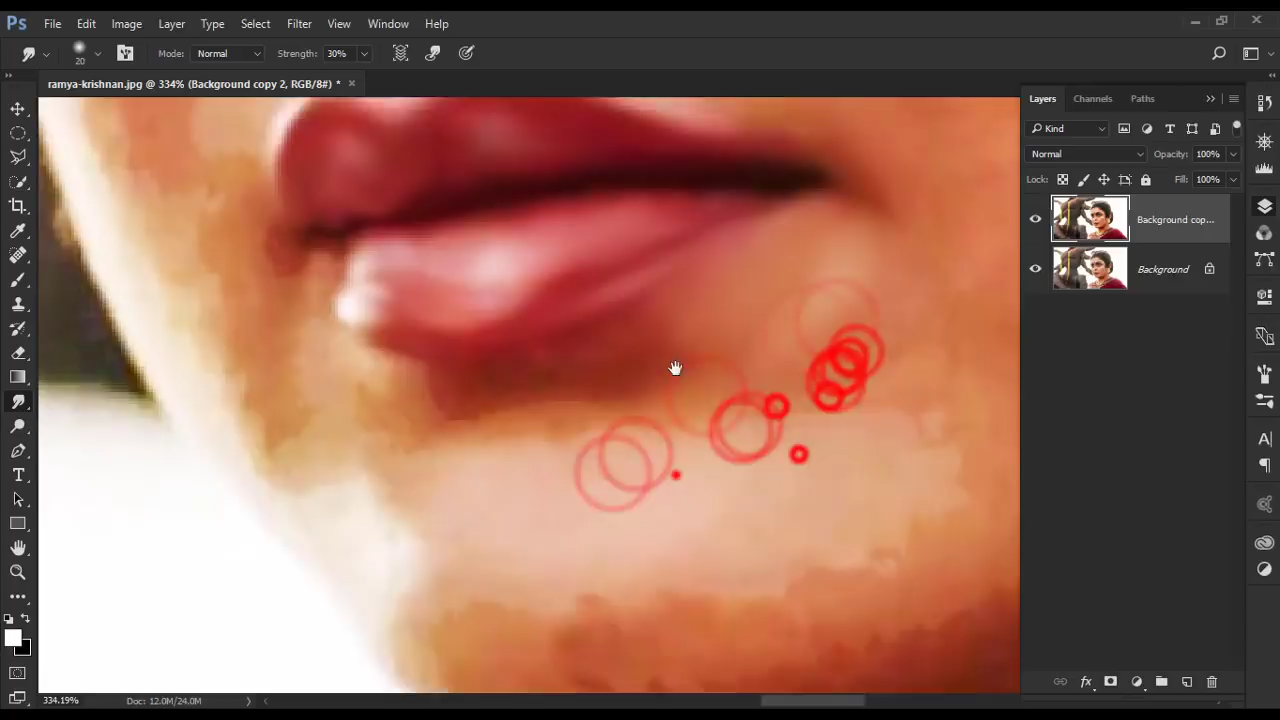 Ps File Edit Image Layer Type Select Filter View Window Help
20 Mode: Normal Strength: 30%
ramya-krishnan.jpg @ 334% (Background copy 2, RGB/8#) * ×
Layers Channels Paths
Kind
Normal Opacity: 100%
Lock: Fill: 100%
Background cop...
Background
334.19% Doc: 12.0M/24.0M